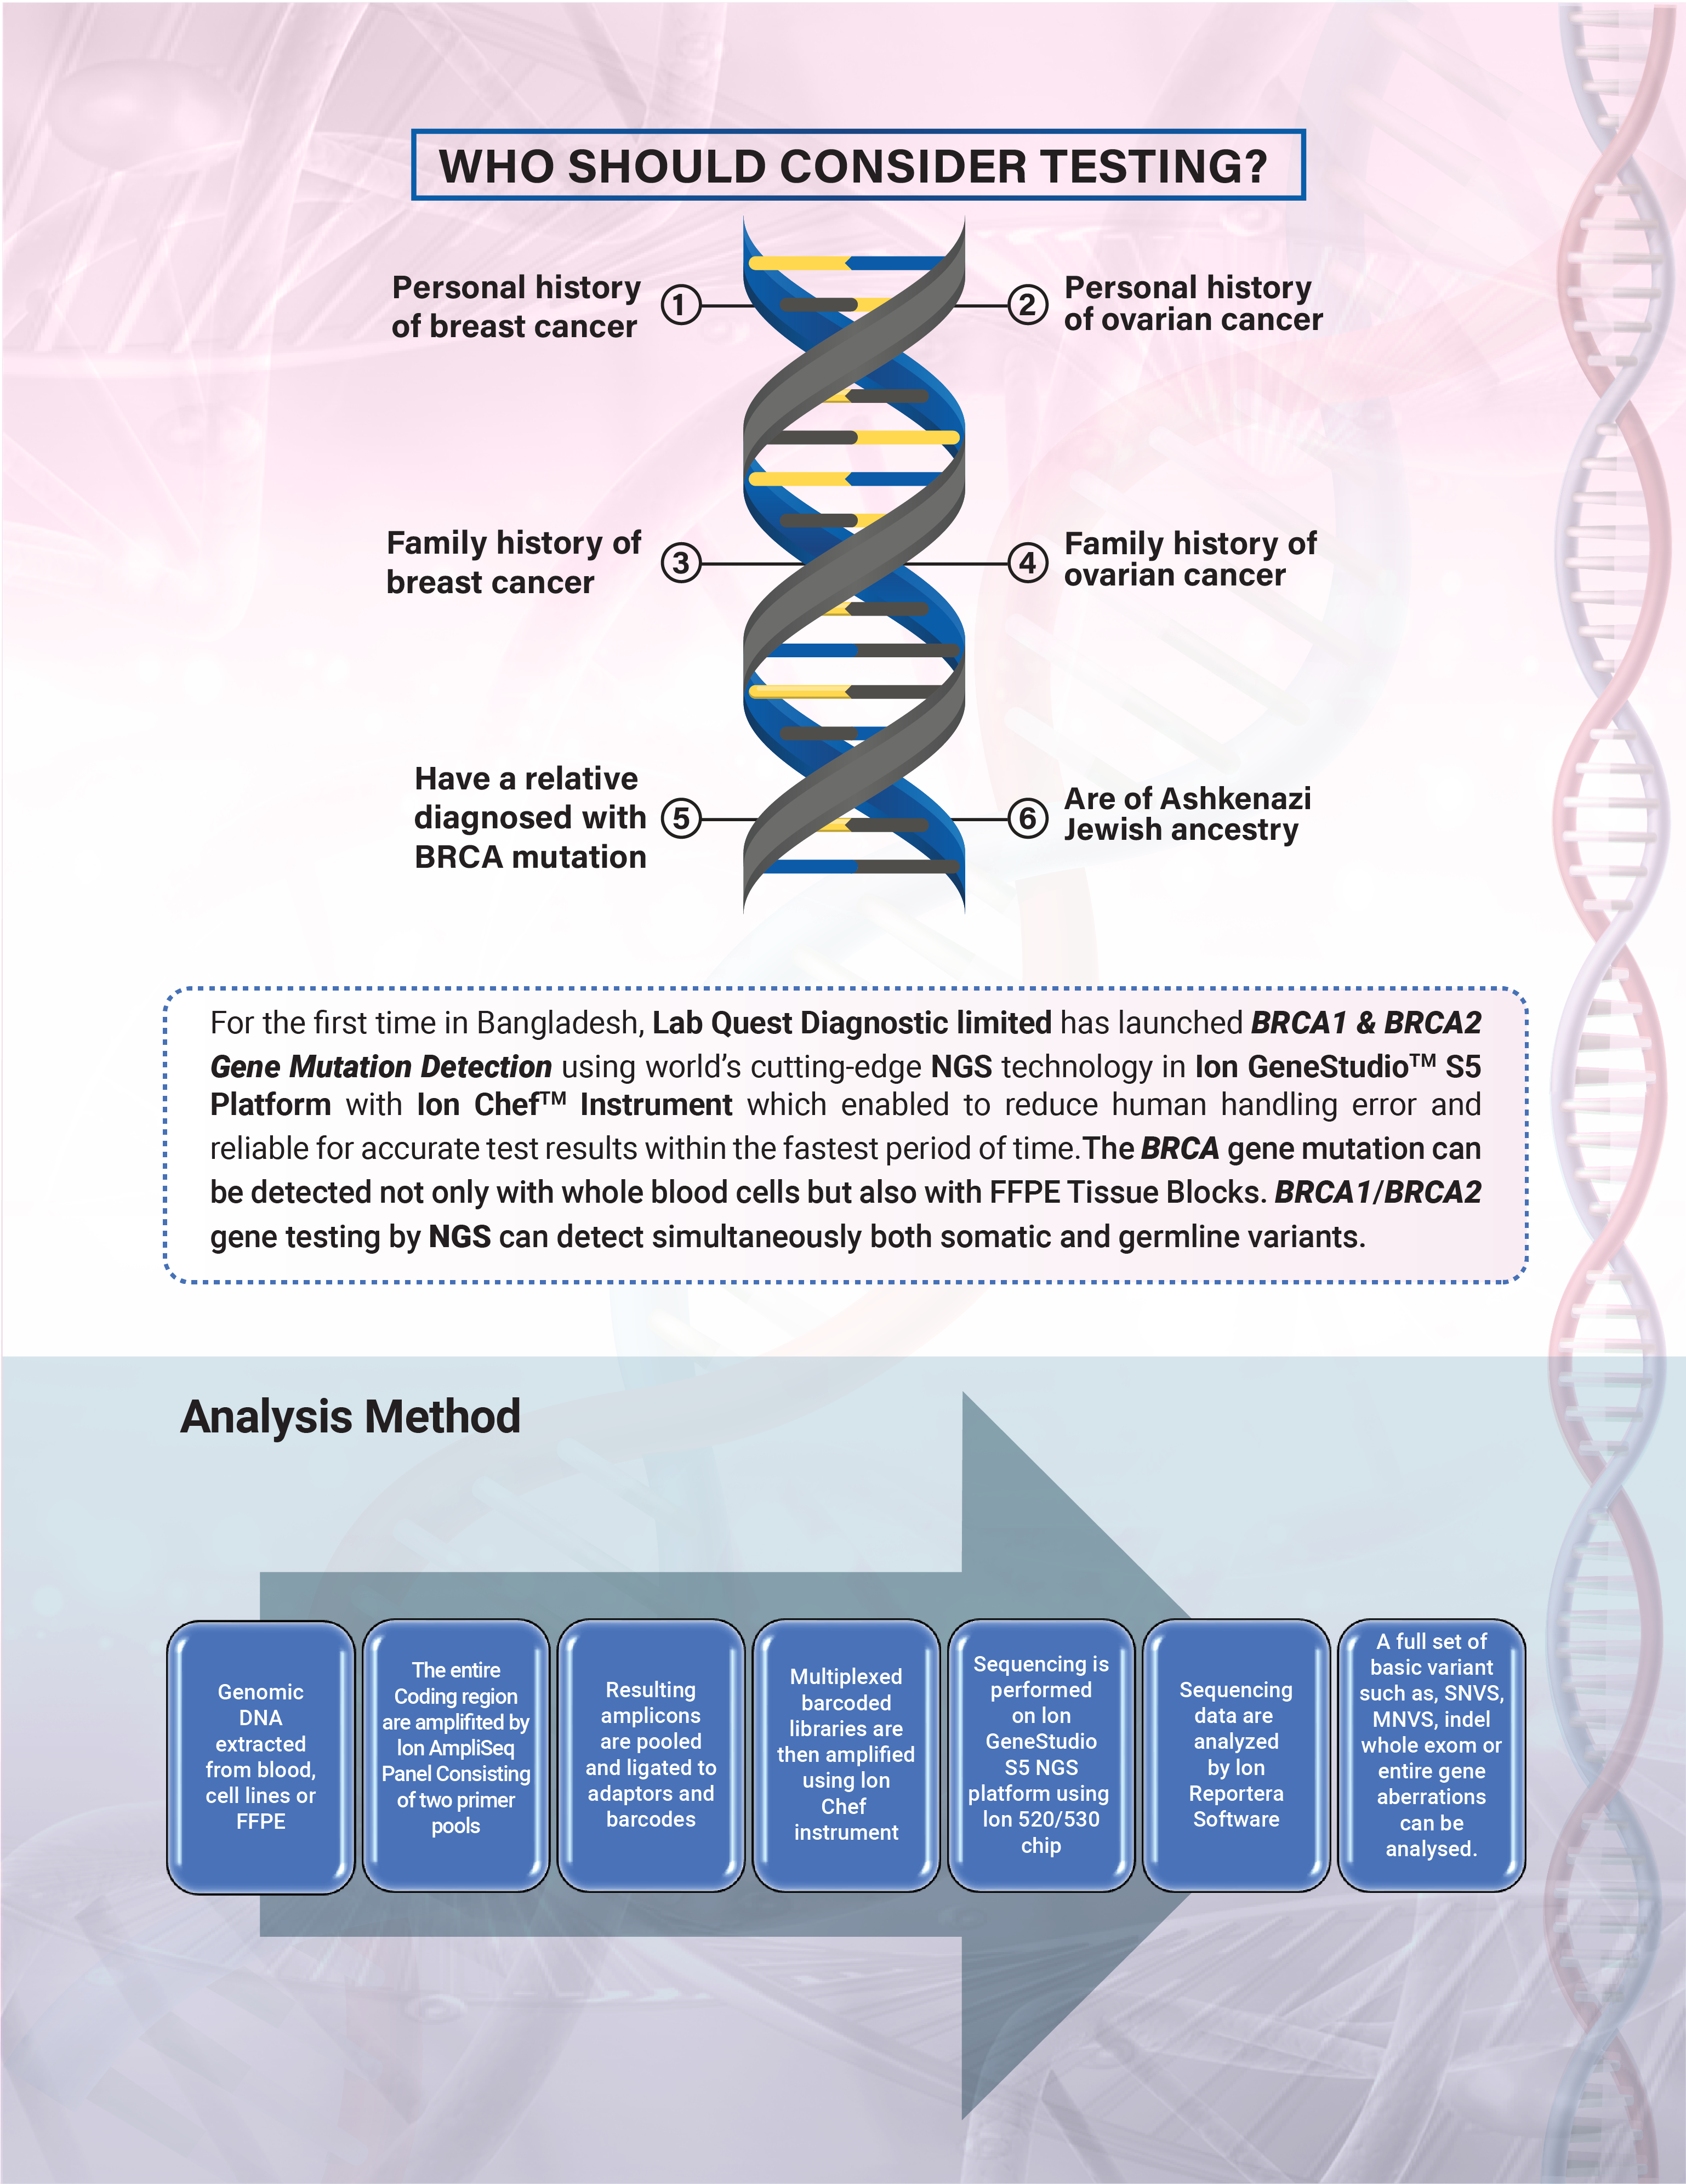 WHO SHOULD CONSIDER TESTING?
Personal history
of breast cancer
1
2
Personal history
of ovarian cancer
Family history of
breast cancer
3
4
Family history of
ovarian cancer
Have a relative
diagnosed with
BRCA mutation
5
6
Are of Ashkenazi
Jewish ancestry
For the first time in Bangladesh, Lab Quest Diagnostic limited has launched BRCA1 & BRCA2
Gene Mutation Detection using world's cutting-edge NGS technology in Ion GeneStudio™ S5
Platform with Ion Chef™ Instrument which enabled to reduce human handling error and
reliable for accurate test results within the fastest period of time.The BRCA gene mutation can
be detected not only with whole blood cells but also with FFPE Tissue Blocks. BRCA1/BRCA2
gene testing by NGS can detect simultaneously both somatic and germline variants.
Analysis Method
Genomic
DNA
extracted
from blood,
cell lines or
FFPE
The entire
Coding region
are amplifited by
Ion AmpliSeq
Panel Consisting
of two primer
pools
Resulting
amplicons
are pooled
and ligated to
adaptors and
barcodes
Multiplexed
barcoded
libraries are
then amplified
using Ion
Chef
instrument
Sequencing is
performed
on Ion
GeneStudio
S5 NGS
platform using
Ion 520/530
chip
Sequencing
data are
analyzed
by Ion
Reportera
Software
A full set of
basic variant
such as, SNVS,
MNVS, indel
whole exom or
entire gene
aberrations
can be
analysed.